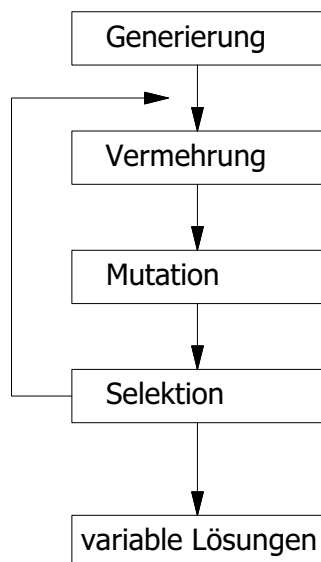 Generierung
Vermehrung
Mutation
Selektion
variable Lösungen